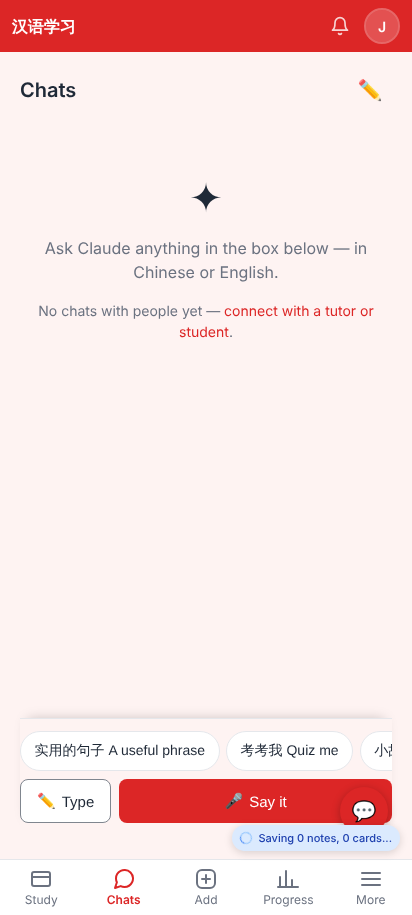 汉语学习
J
Chats
Ask Claude anything in the box below — in
Chinese or English.
No chats with people yet — connect with a tutor or
student.
实用的句子 A useful phrase
考考我 Quiz me
Type
Say it
Saving 0 notes, 0 cards...
Study
Chats
Add
Progress
More